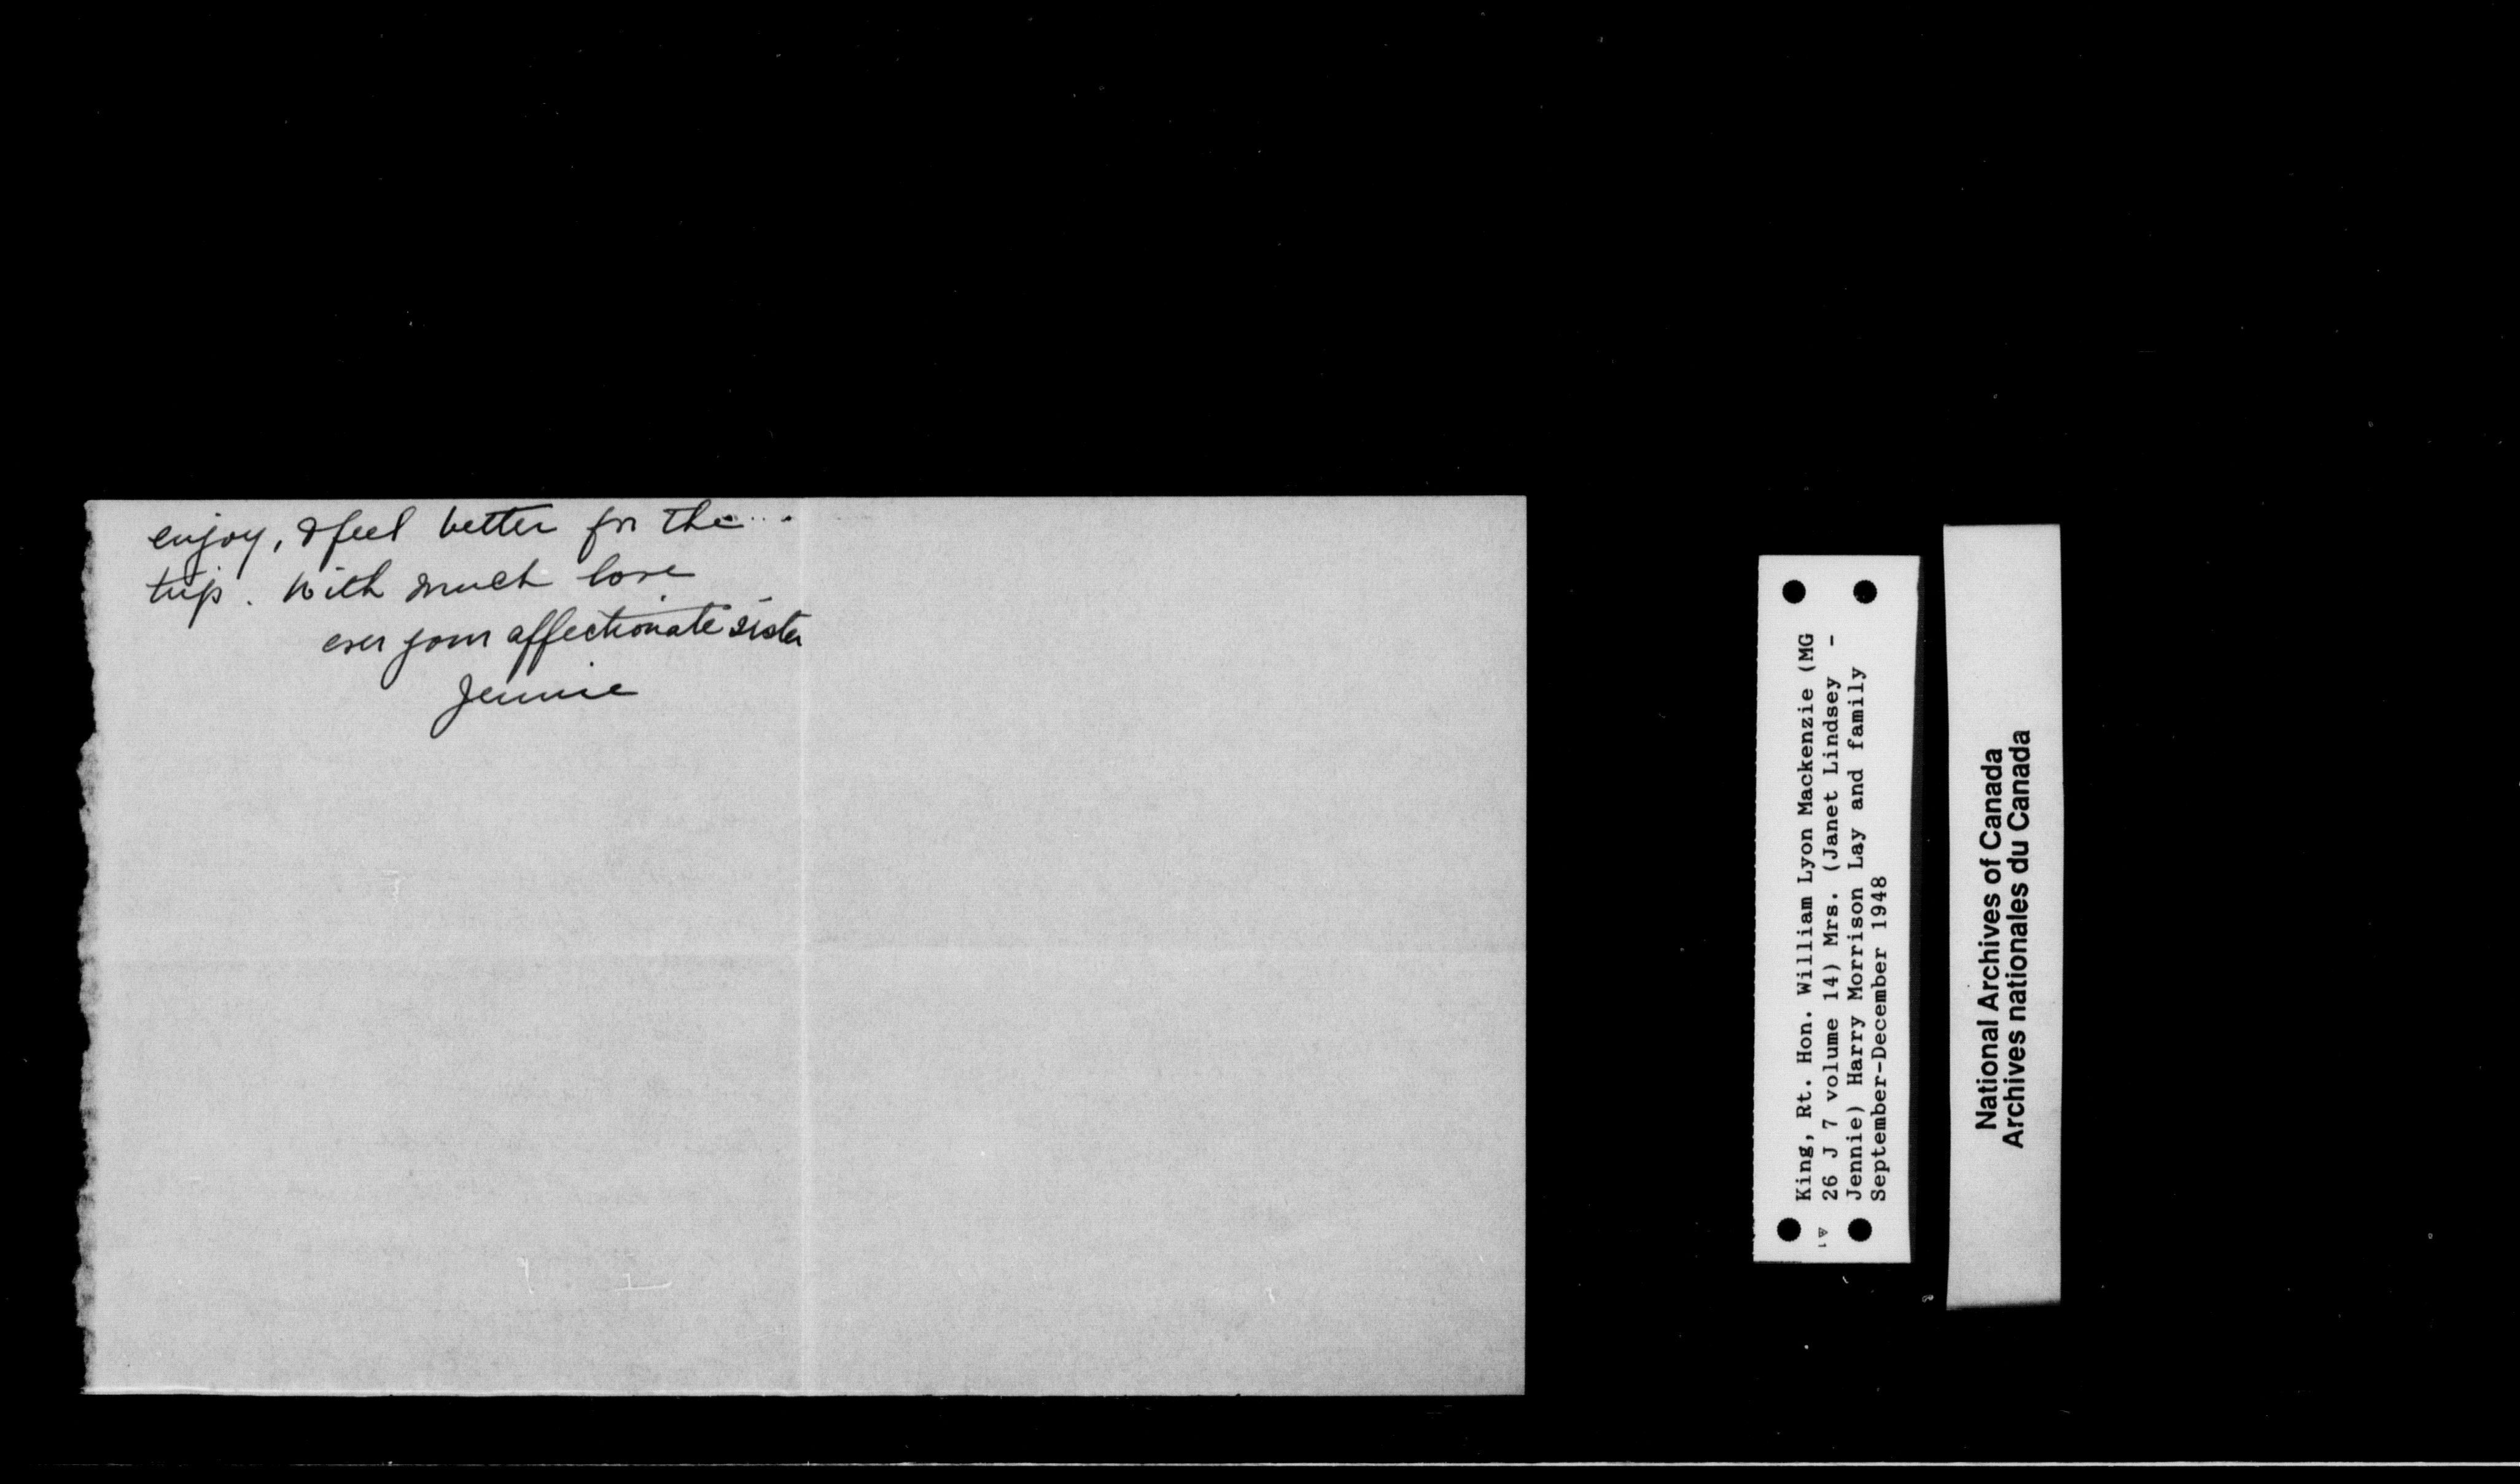 enjoy, & feel better for the
trip. With much love
ever your affectionate sister
Jennie
King, Rt. Hon. William Lyon Mackenzie (MG
26 J 7 volume 14) Mrs. (Janet Lindsey -
Jennie) Harry Morrison Lay and family
September-December 1948
National Archives of Canada
Archives nationales du Canada